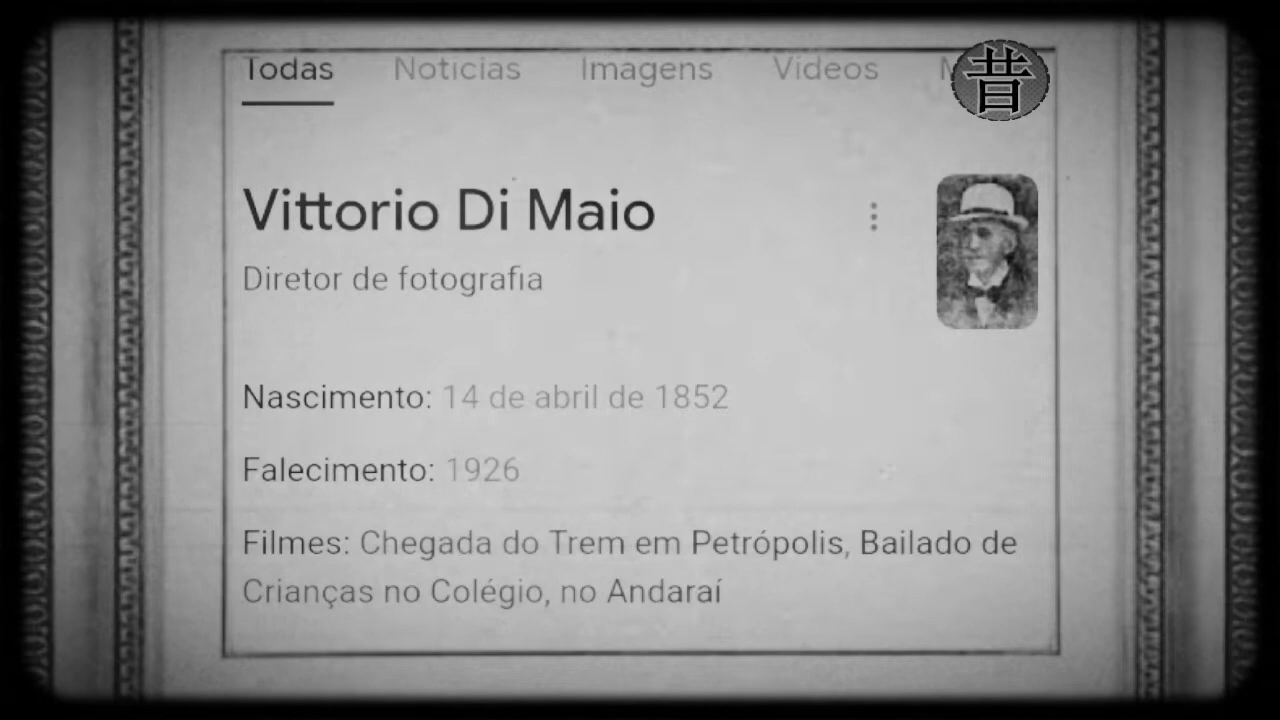 Todas Notícias Imagens Vídeos
昔
Vittorio Di Maio
Diretor de fotografia
Nascimento: 14 de abril de 1852
Falecimento: 1926
Filmes: Chegada do Trem em Petrópolis, Bailado de
Crianças no Colégio, no Andaraí